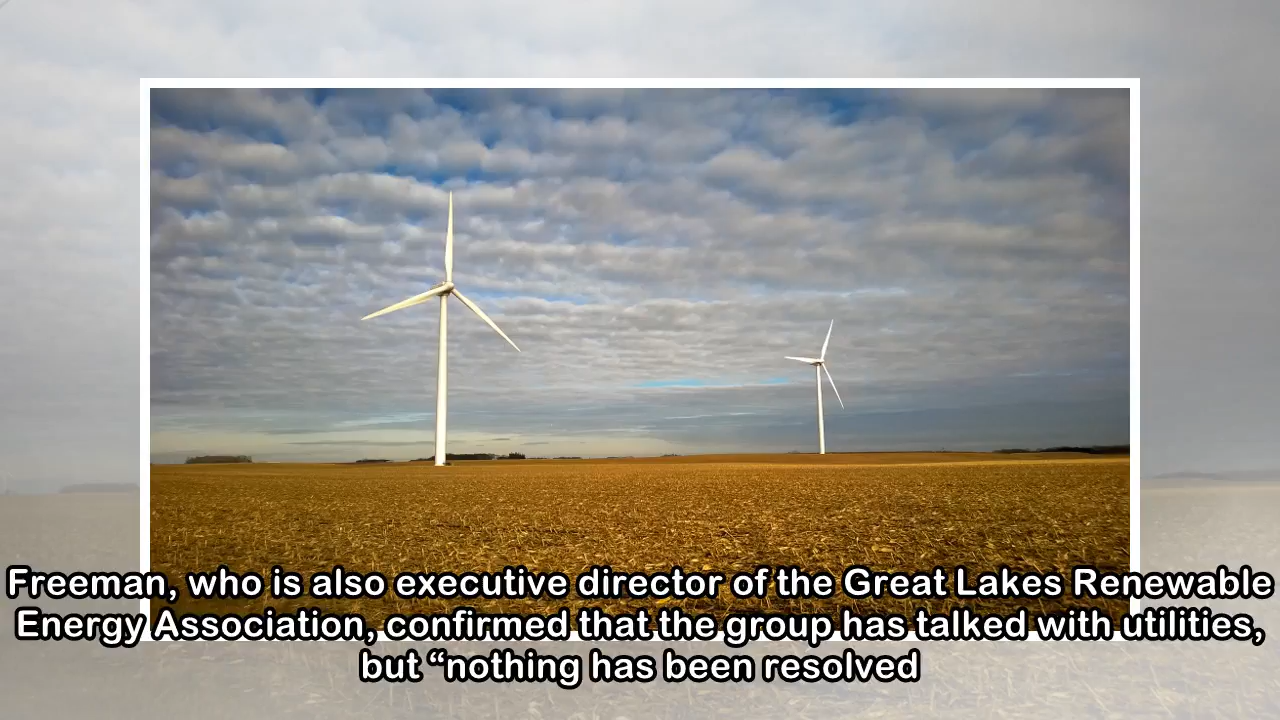 Freeman, who is also executive director of the Great Lakes Renewable
Energy Association, confirmed that the group has talked with utilities,
but “nothing has been resolved